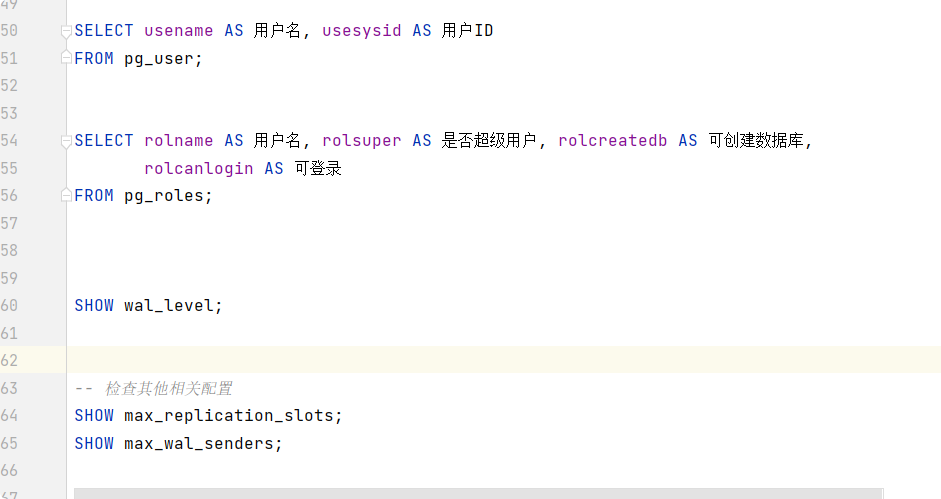 49
50 SELECT usename AS 用户名, usesysid AS 用户ID
51 FROM pg_user;
52
53
54 SELECT rolname AS 用户名, rolsuper AS 是否超级用户, rolcreatedb AS 可创建数据库,
55 rolcanlogin AS 可登录
56 FROM pg_roles;
57
58
59
60 SHOW wal_level;
61
62
63 -- 检查其他相关配置
64 SHOW max_replication_slots;
65 SHOW max_wal_senders;
66
67